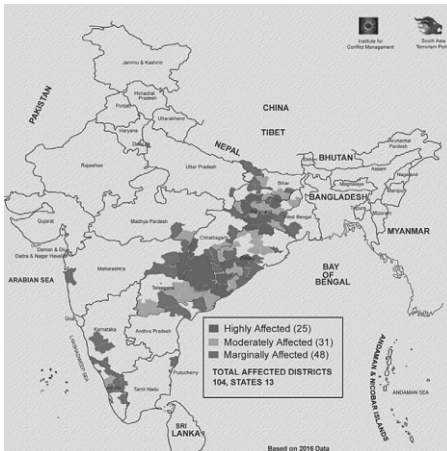 Institute for
Conflict Management
South Asia
Terrorism Portal
Jammu & Kashmir
Himachal
Pradesh
Punjab
Uttarakhand
Haryana
Delhi
PAKISTAN
CHINA
TIBET
NEPAL
BHUTAN
Arunachal
Pradesh
Sikkim
Assam
Nagaland
Rajasthan
Uttar Pradesh
Bihar
BANGLADESH
Meghalaya
Manipur
Tripura
Mizoram
MYANMAR
Gujarat
Madhya Pradesh
West Bengal
Chhattisgarh
Daman & Diu
Dadra & Nagar Haveli
ARABIAN SEA
Maharashtra
Telangana
BAY
OF
BENGAL
Goa
Karnataka
Andhra Pradesh
Highly Affected (25)
Moderately Affected (31)
Marginally Affected (48)
TOTAL AFFECTED DISTRICTS
104, STATES 13
Puducherry
Tamil Nadu
ANDAMAN & NICOBAR ISLANDS
ANDAMAN SEA
SRI
LANKA
Based on 2016 Data